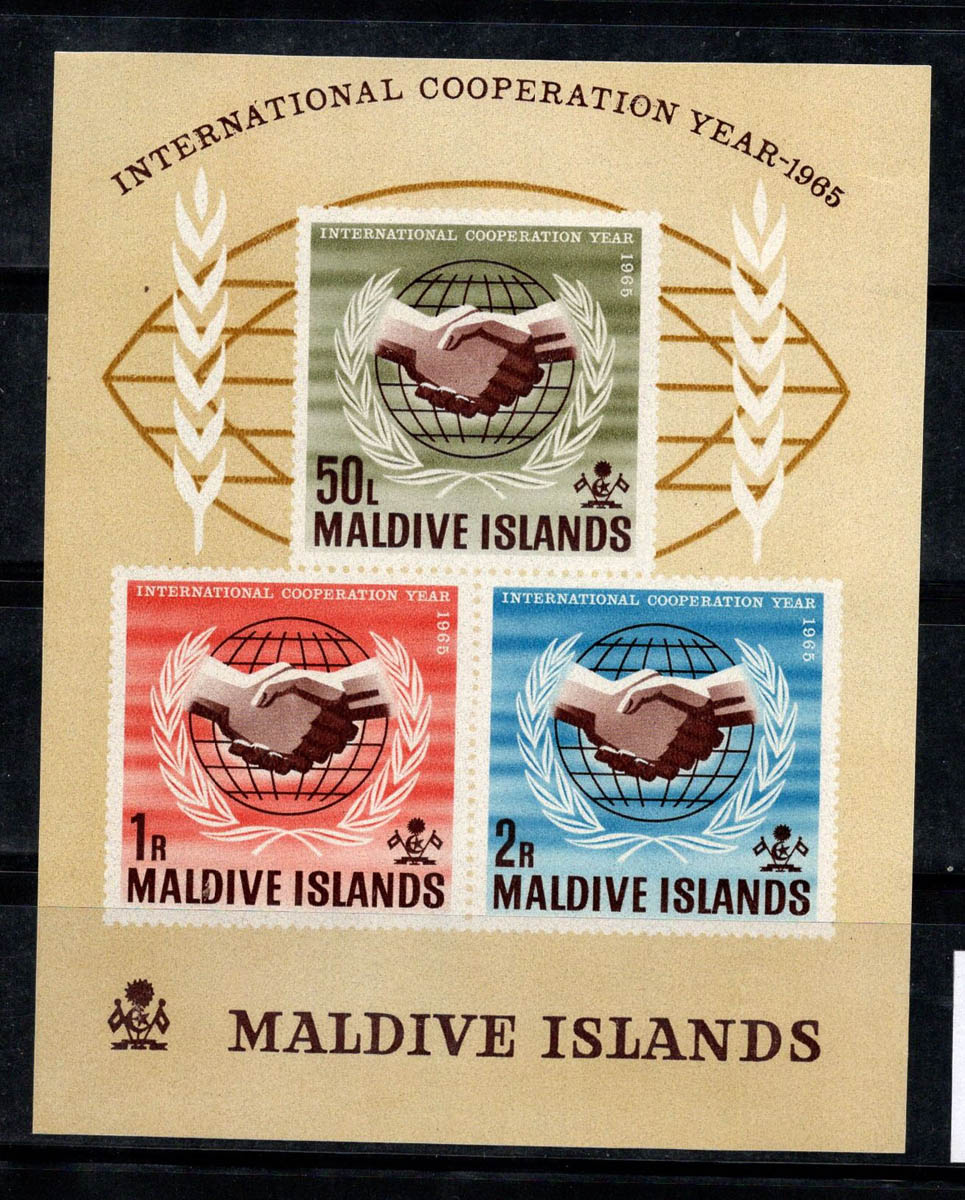 INTERNATIONAL COOPERATION YEAR-1965
INTERNATIONAL COOPERATION YEAR 1965
50L
MALDIVE ISLANDS
INTERNATIONAL COOPERATION YEAR 1965
1R
MALDIVE ISLANDS
INTERNATIONAL COOPERATION YEAR 1965
2R
MALDIVE ISLANDS
MALDIVE ISLANDS